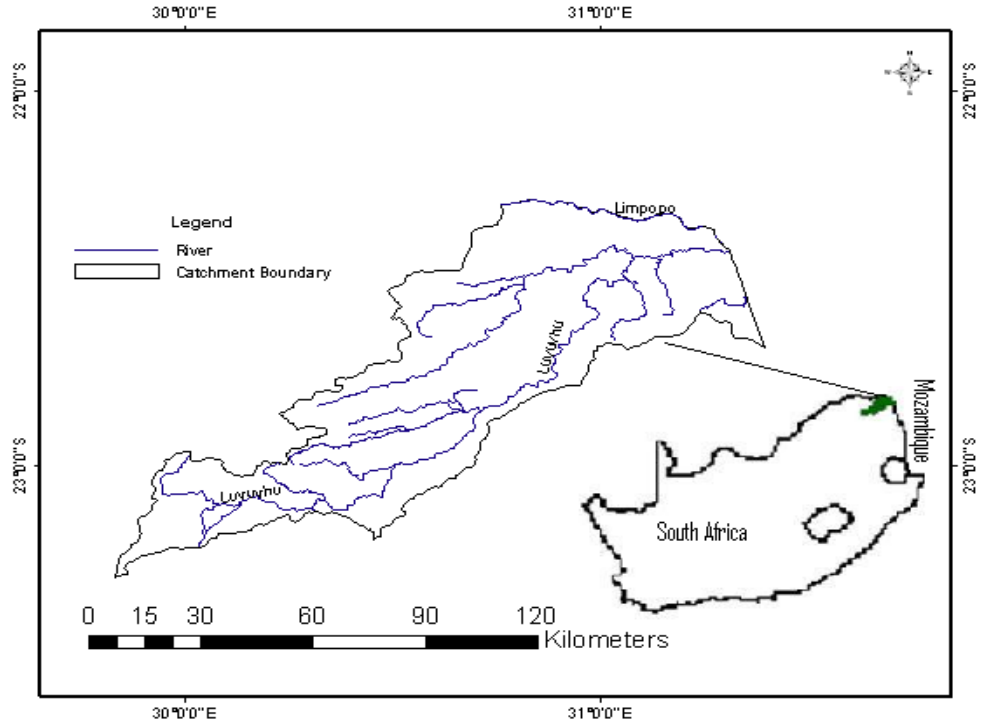 30°0'0"E 31°0'0"E
22°0'0"S 22°0'0"S
Limpopo
Legend
River
Catchment Boundary
Luvuvhu
Mozambique
23°0'0"S 23°0'0"S
Luvuvhu
South Africa
0 15 30 60 90 120
Kilometers
30°0'0"E 31°0'0"E